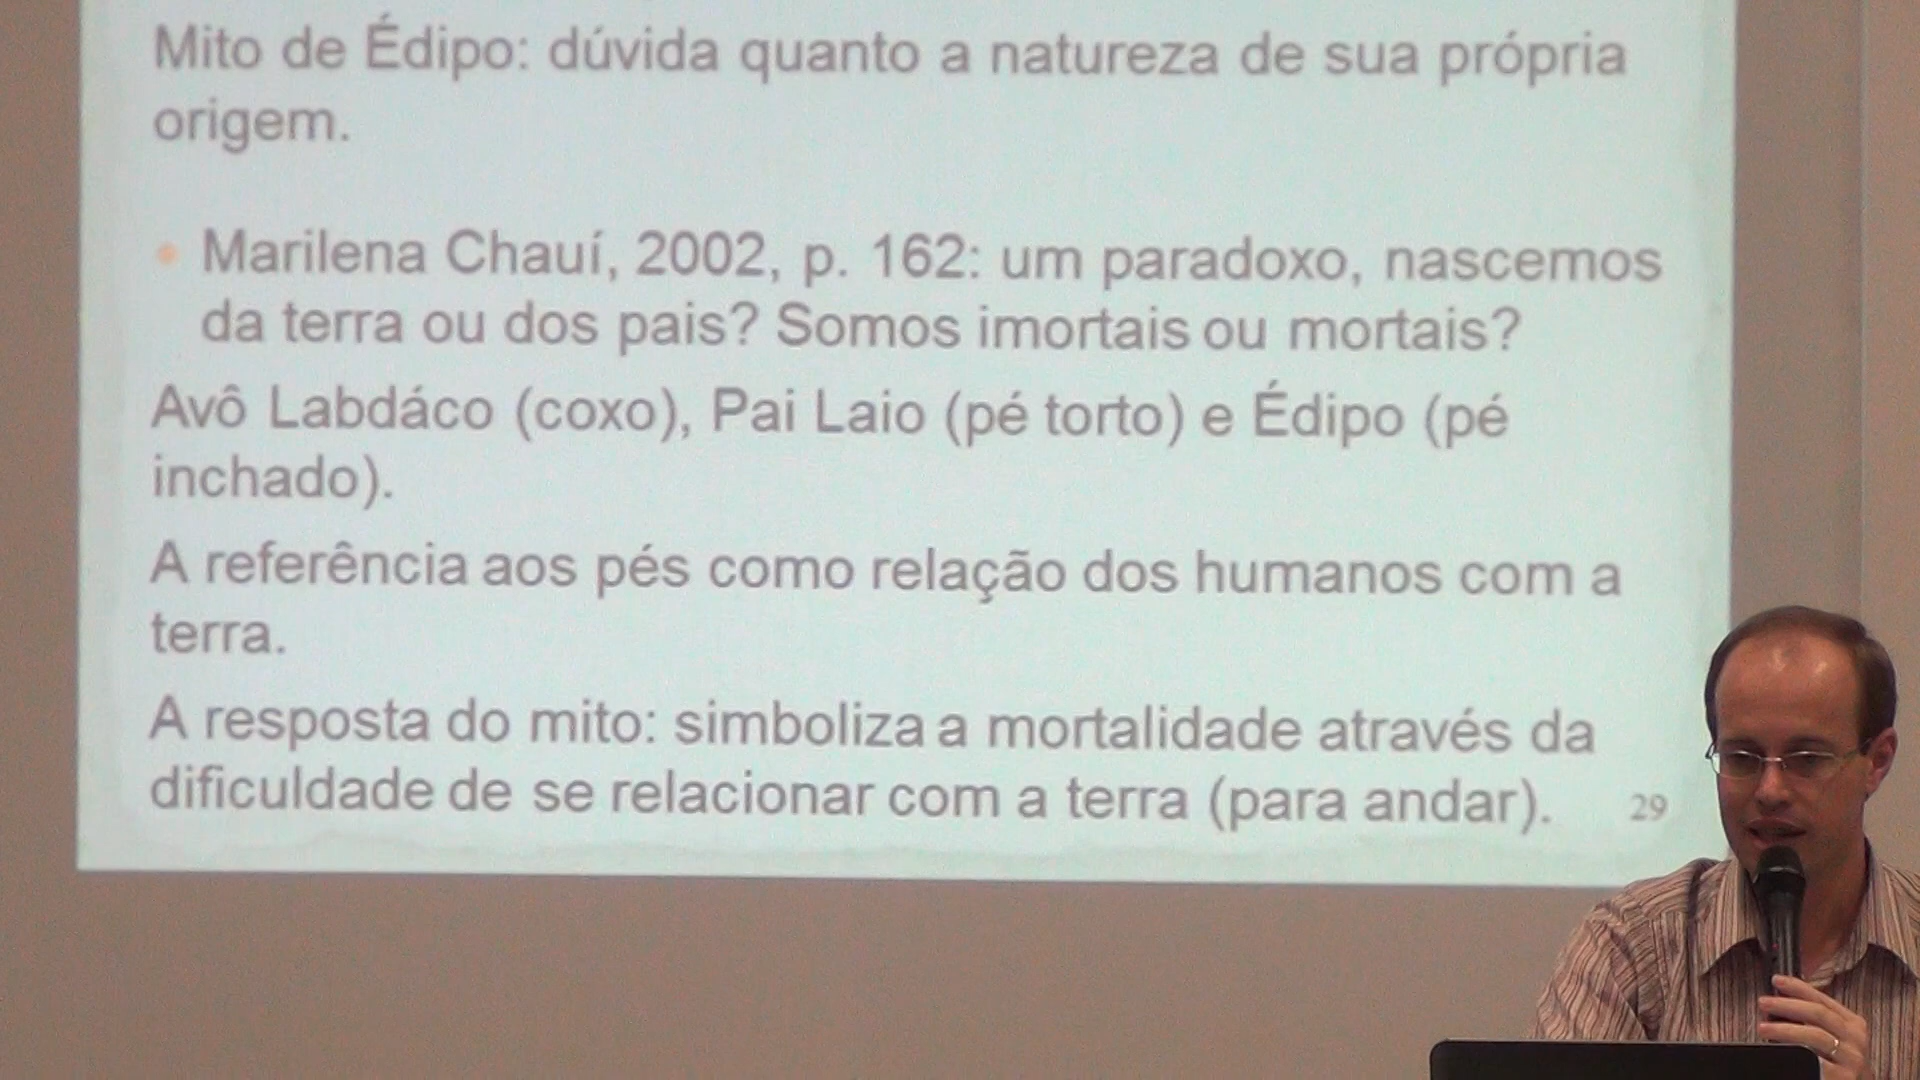 Mito de Édipo: dúvida quanto a natureza de sua própria
origem.
• Marilena Chauí, 2002, p. 162: um paradoxo, nascemos
da terra ou dos pais? Somos imortais ou mortais?
Avô Labdáco (coxo), Pai Laio (pé torto) e Édipo (pé
inchado).
A referência aos pés como relação dos humanos com a
terra.
A resposta do mito: simboliza a mortalidade através da
dificuldade de se relacionar com a terra (para andar).
29